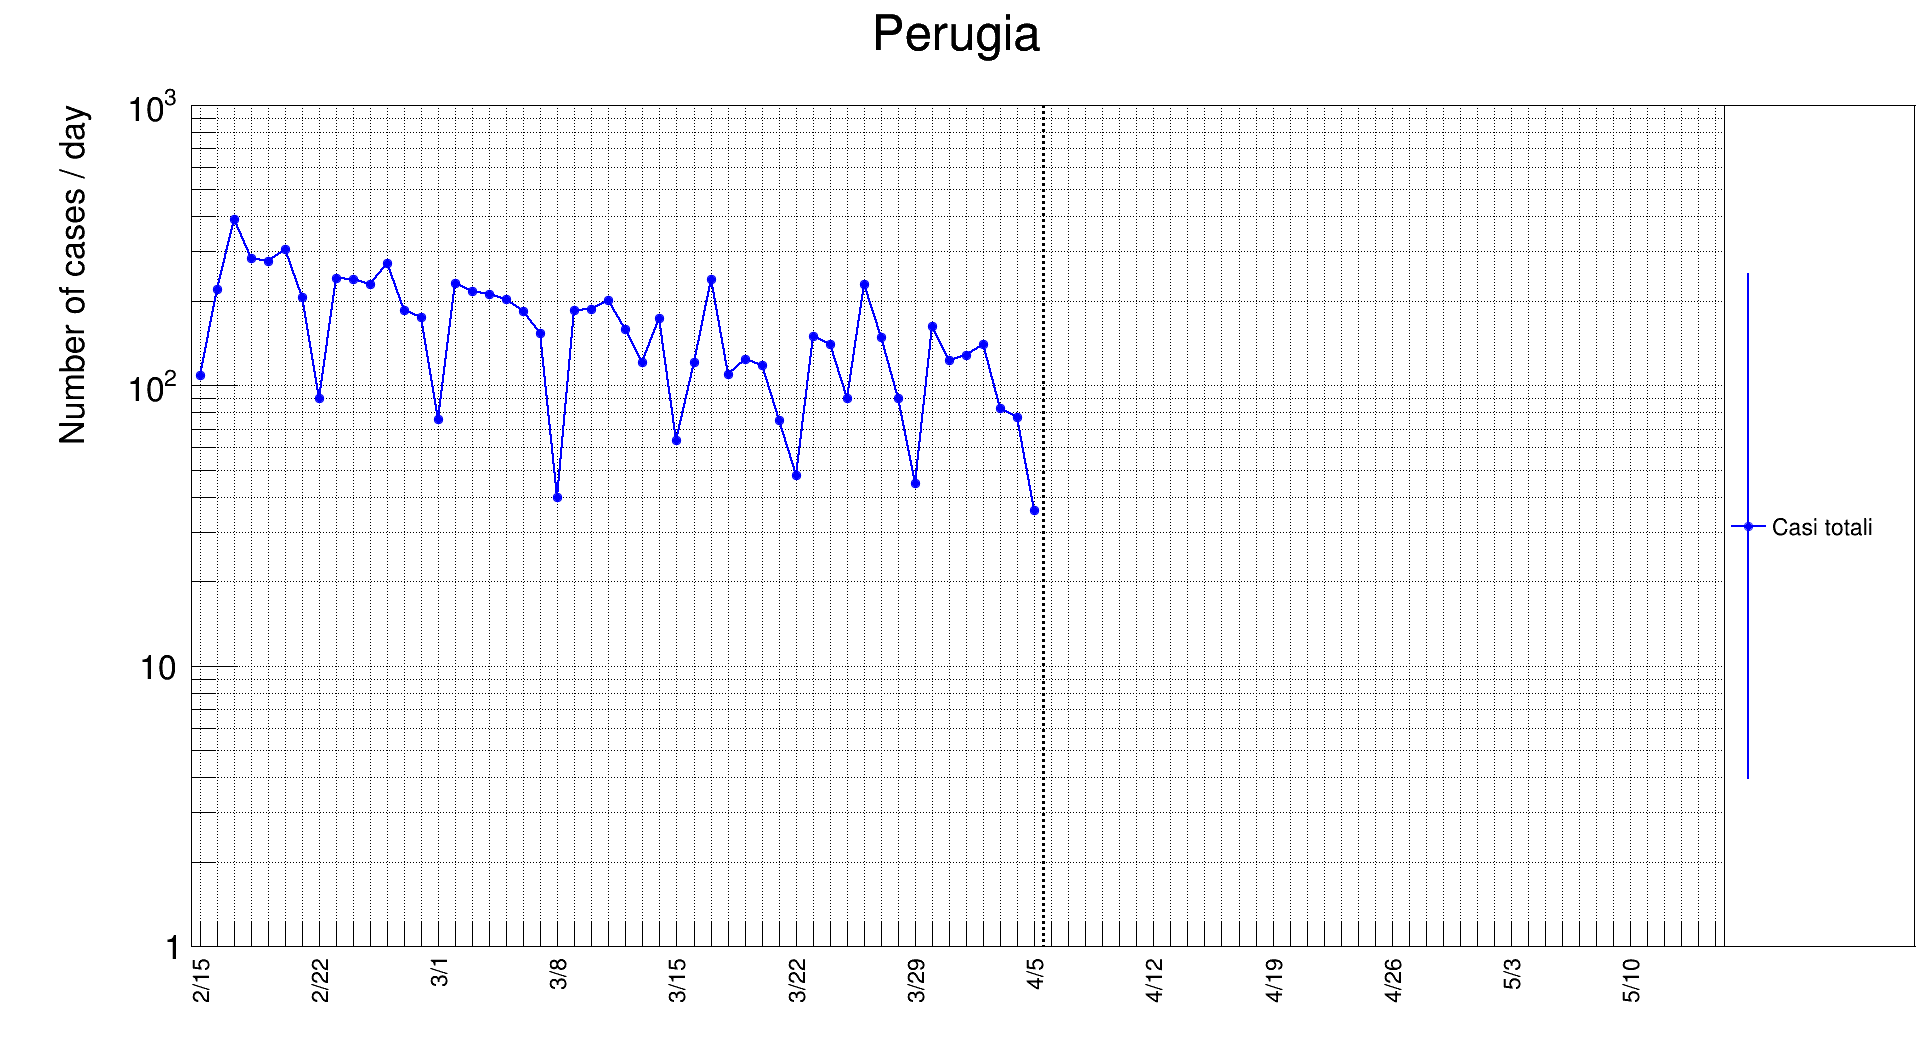 Perugia
Number of cases / day
10³
10²
10
1
2/15 2/22 3/1 3/8 3/15 3/22 3/29 4/5 4/12 4/19 4/26 5/3 5/10
Casi totali